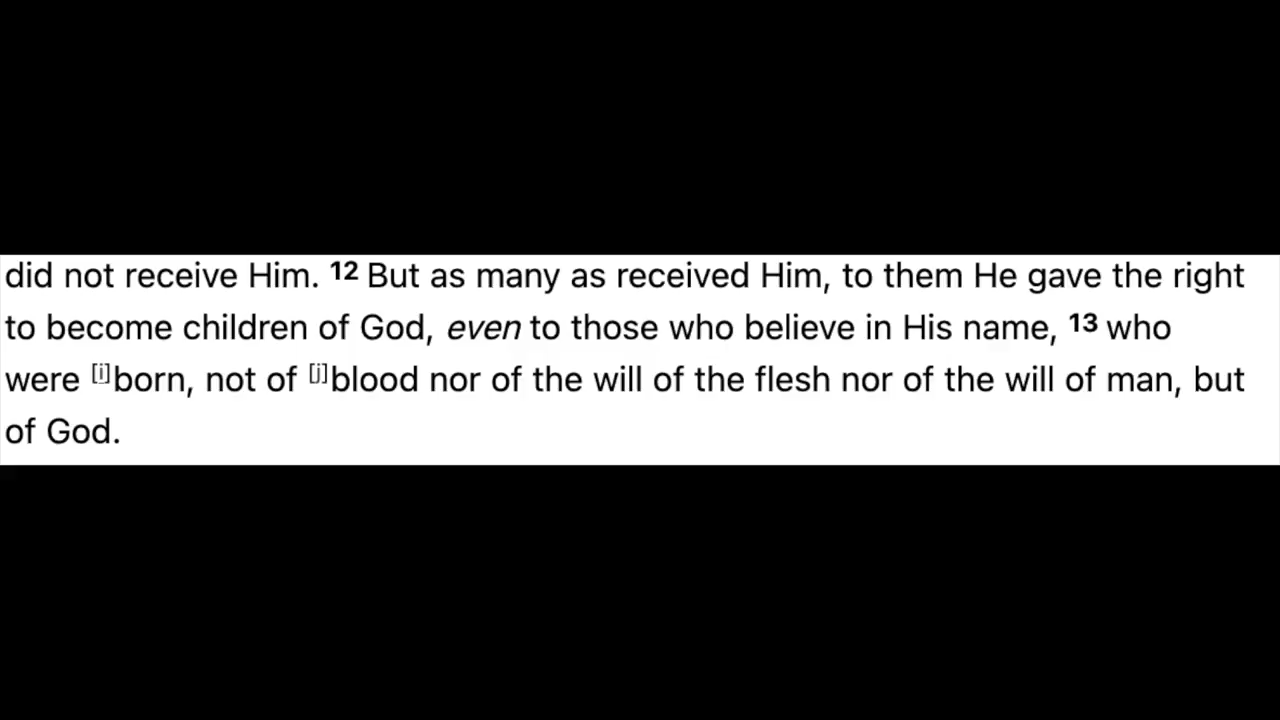 did not receive Him. 12 But as many as received Him, to them He gave the right
to become children of God, even to those who believe in His name, 13 who
were [i]born, not of [j]blood nor of the will of the flesh nor of the will of man, but
of God.